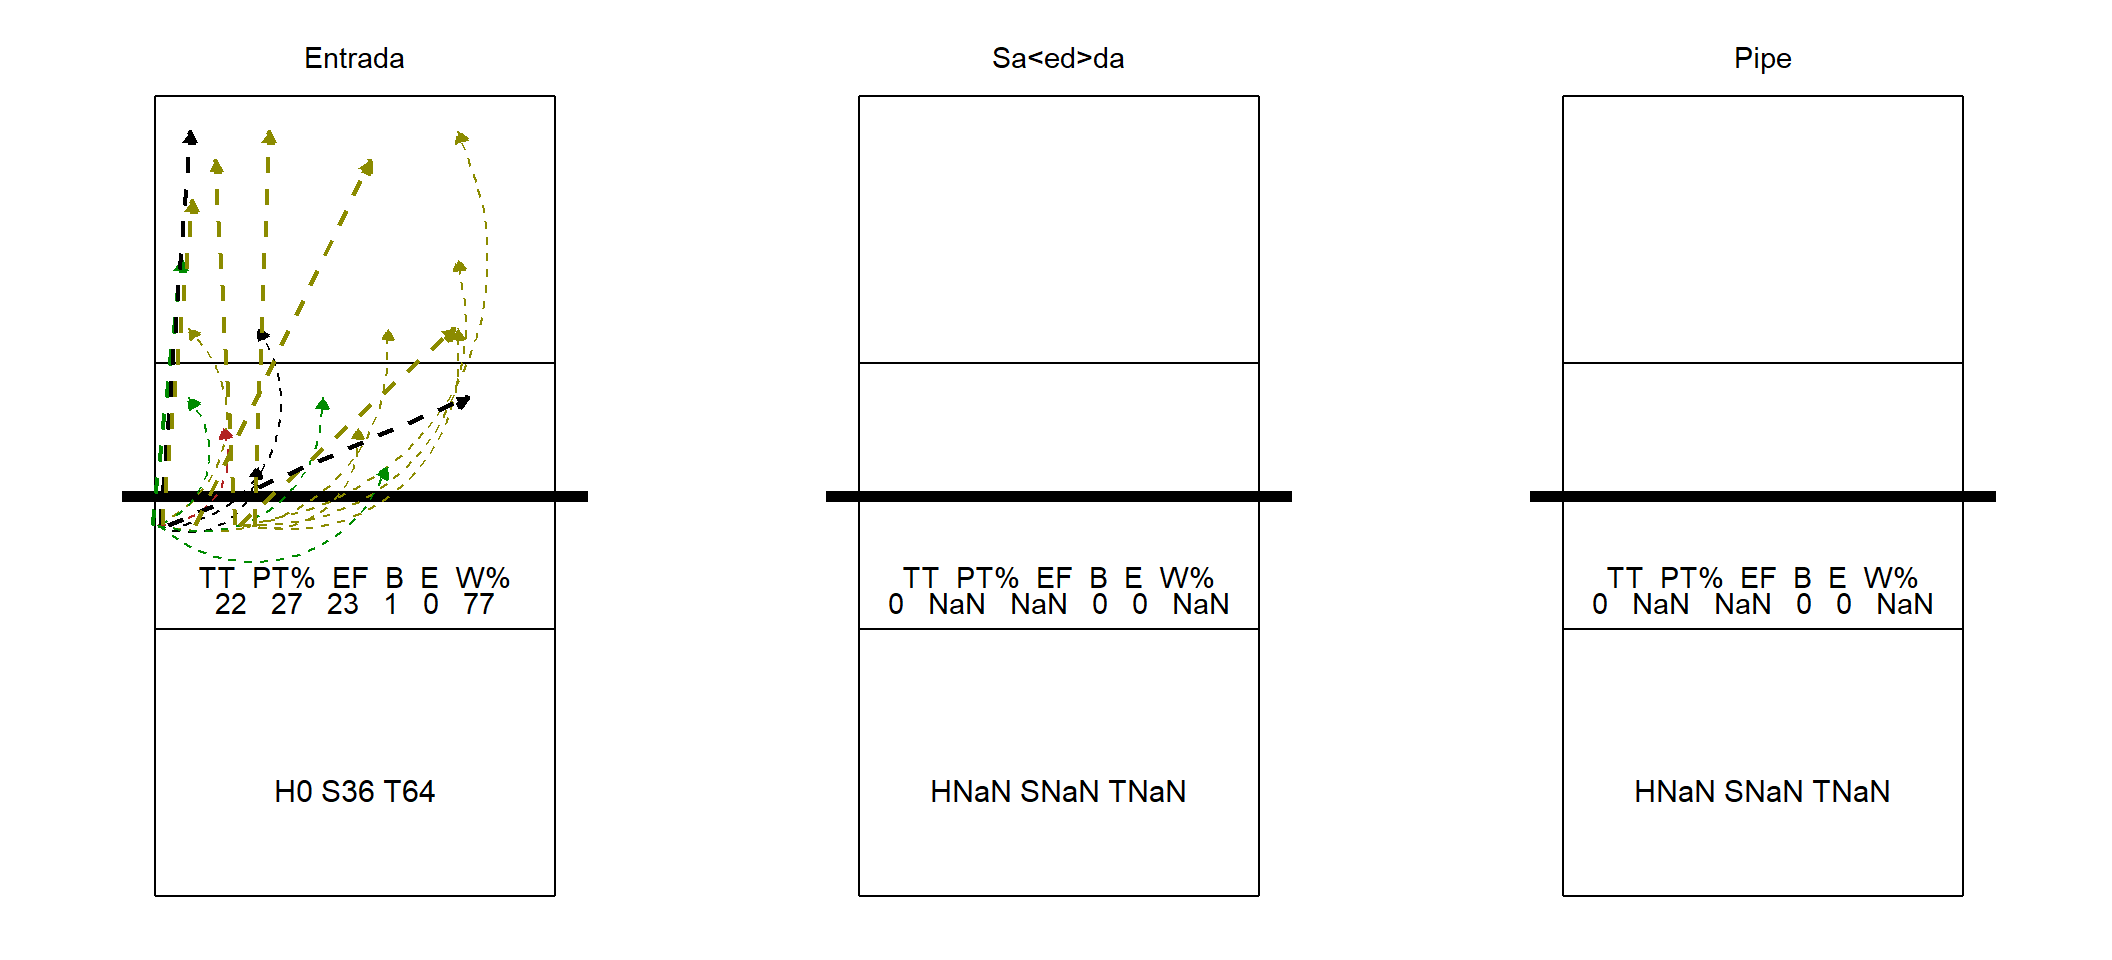 Entrada
TT PT% EF B E W%
22 27 23 1 0 77
H0 S36 T64
Sa<ed>da
TT PT% EF B E W%
0 NaN NaN 0 0 NaN
HNaN SNaN TNaN
Pipe
TT PT% EF B E W%
0 NaN NaN 0 0 NaN
HNaN SNaN TNaN